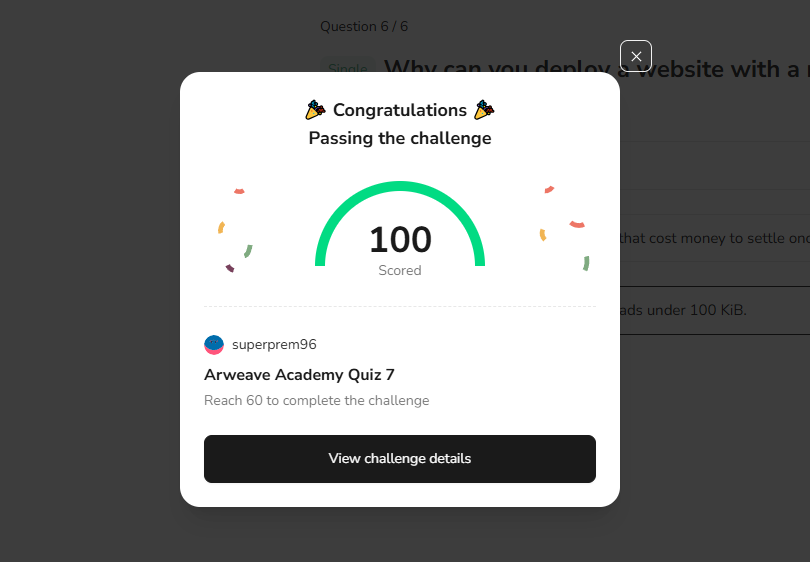 Question 6 / 6
Single Why can you deploy a website with a
Congratulations
Passing the challenge
100
Scored
that cost money to settle
ads under 100 KiB.
superprem96
Arweave Academy Quiz 7
Reach 60 to complete the challenge
View challenge details